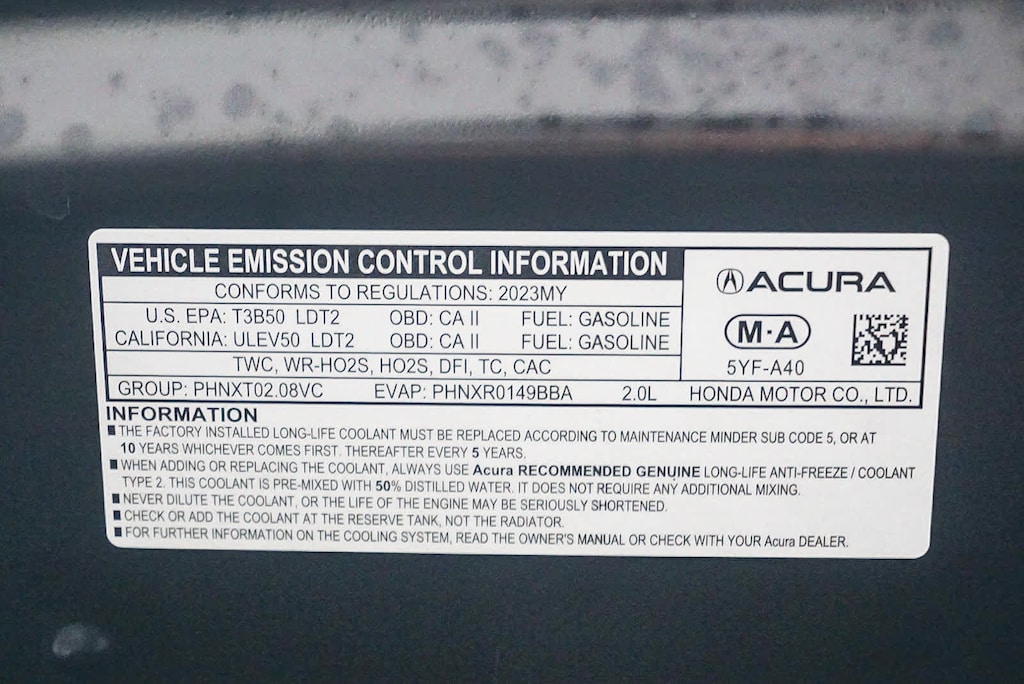 VEHICLE EMISSION CONTROL INFORMATION
CONFORMS TO REGULATIONS: 2023MY
U.S. EPA: T3B50 LDT2 OBD: CA II FUEL: GASOLINE
CALIFORNIA: ULEV50 LDT2 OBD: CA II FUEL: GASOLINE
TWC, WR-HO2S, HO2S, DFI, TC, CAC
ACURA
M·A
5YF-A40
GROUP: PHNXT02.08VC EVAP: PHNXR0149BBA 2.0L HONDA MOTOR CO., LTD.
INFORMATION
■ THE FACTORY INSTALLED LONG-LIFE COOLANT MUST BE REPLACED ACCORDING TO MAINTENANCE MINDER SUB CODE 5, OR AT
10 YEARS WHICHEVER COMES FIRST. THEREAFTER EVERY 5 YEARS.
■ WHEN ADDING OR REPLACING THE COOLANT, ALWAYS USE Acura RECOMMENDED GENUINE LONG-LIFE ANTI-FREEZE / COOLANT
TYPE 2. THIS COOLANT IS PRE-MIXED WITH 50% DISTILLED WATER. IT DOES NOT REQUIRE ANY ADDITIONAL MIXING.
■ NEVER DILUTE THE COOLANT, OR THE LIFE OF THE ENGINE MAY BE SERIOUSLY SHORTENED.
■ CHECK OR ADD THE COOLANT AT THE RESERVE TANK, NOT THE RADIATOR.
■ FOR FURTHER INFORMATION ON THE COOLING SYSTEM, READ THE OWNER'S MANUAL OR CHECK WITH YOUR Acura DEALER.